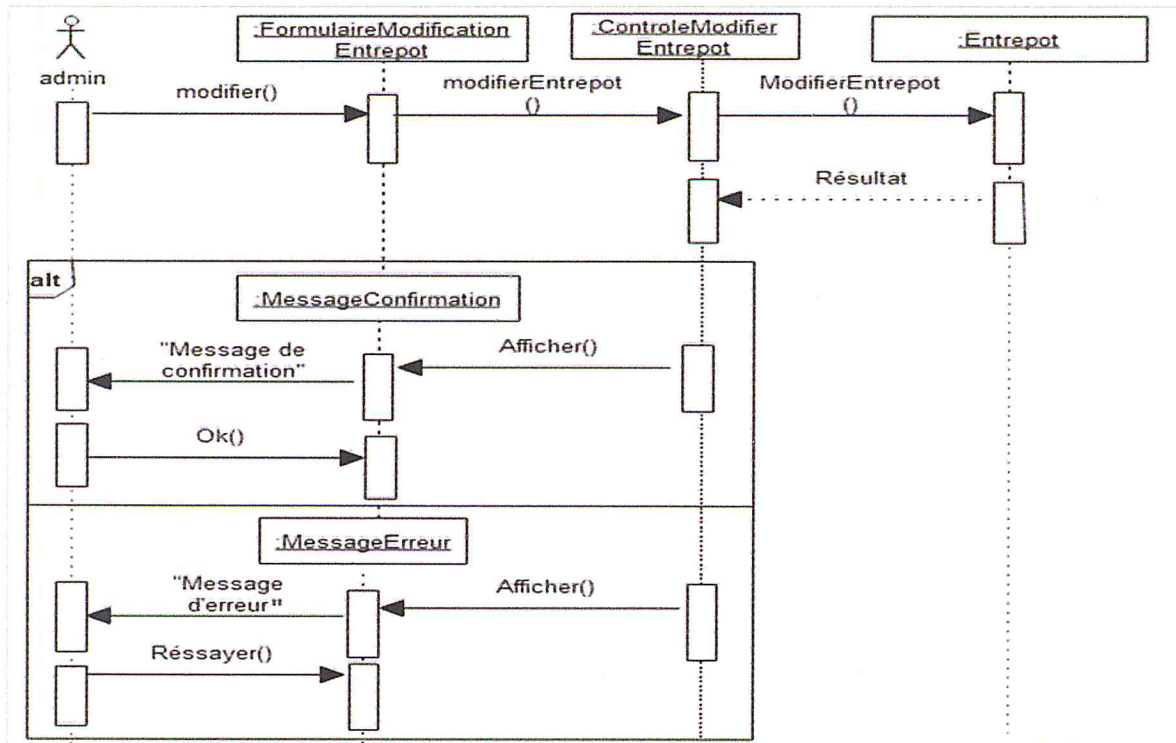 :FormulaireModification
Entrepot
:ControleModifier
Entrepot
:Entrepot
admin
modifier()
modifierEntrepot
()
ModifierEntrepot
()
Résultat
alt
:MessageConfirmation
"Message de
confirmation"
Afficher()
Ok()
:MessageErreur
"Message
d'erreur"
Afficher()
Réssayer()